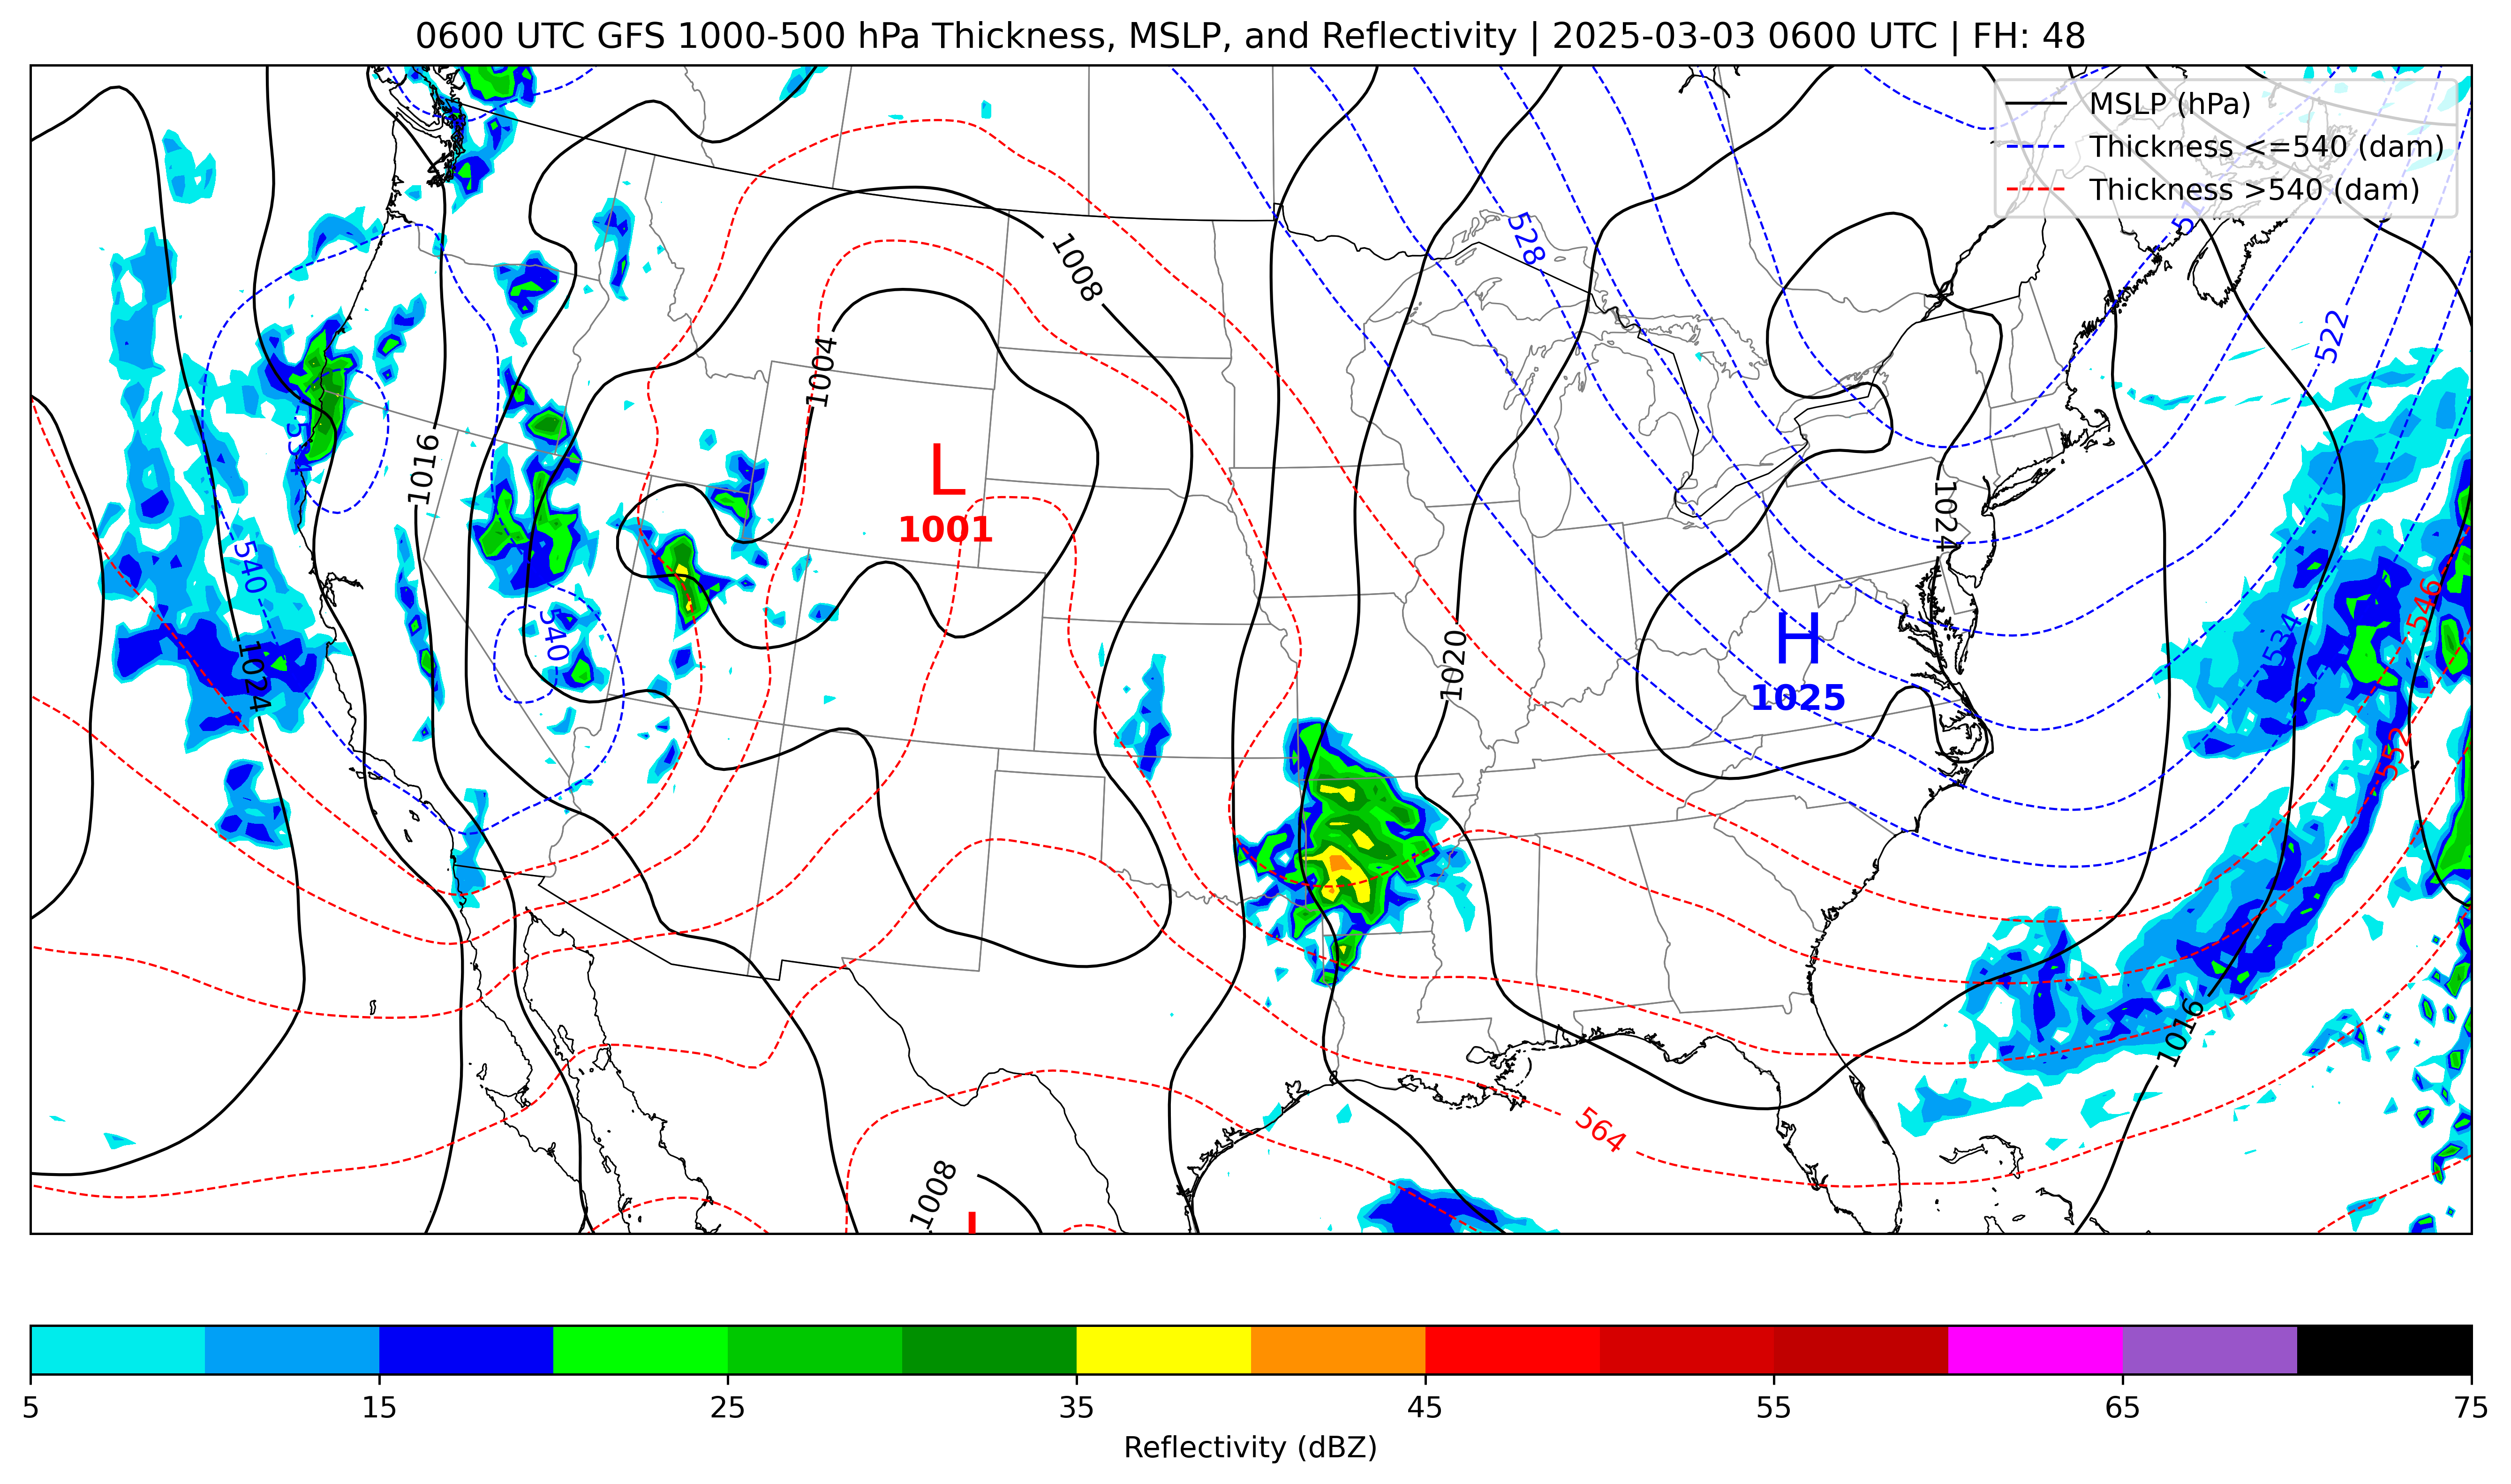 0600 UTC GFS 1000-500 hPa Thickness, MSLP, and Reflectivity | 2025-03-03 0600 UTC | FH: 48
MSLP (hPa)
Thickness <=540 (dam)
Thickness >540 (dam)
528
1008
522
1004
534
1016
L
1001
1024
540
540
546
H
1025
534
1024
1020
552
1016
564
1008
L
5 15 25 35 45 55 65 75
Reflectivity (dBZ)